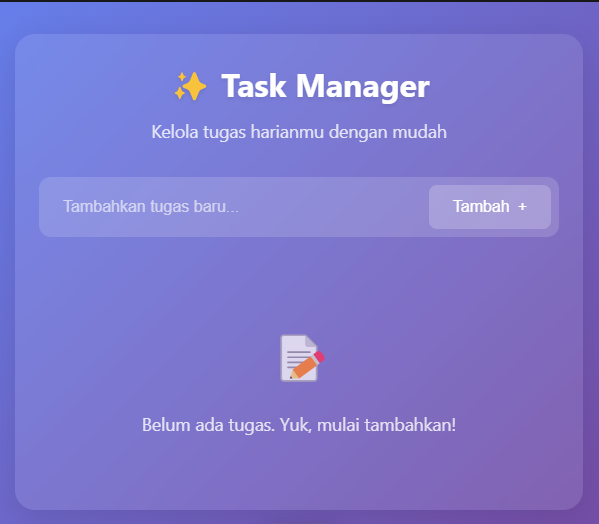 ✨ Task Manager
Kelola tugas harianmu dengan mudah
Tambahkan tugas baru...
Tambah +
Belum ada tugas. Yuk, mulai tambahkan!